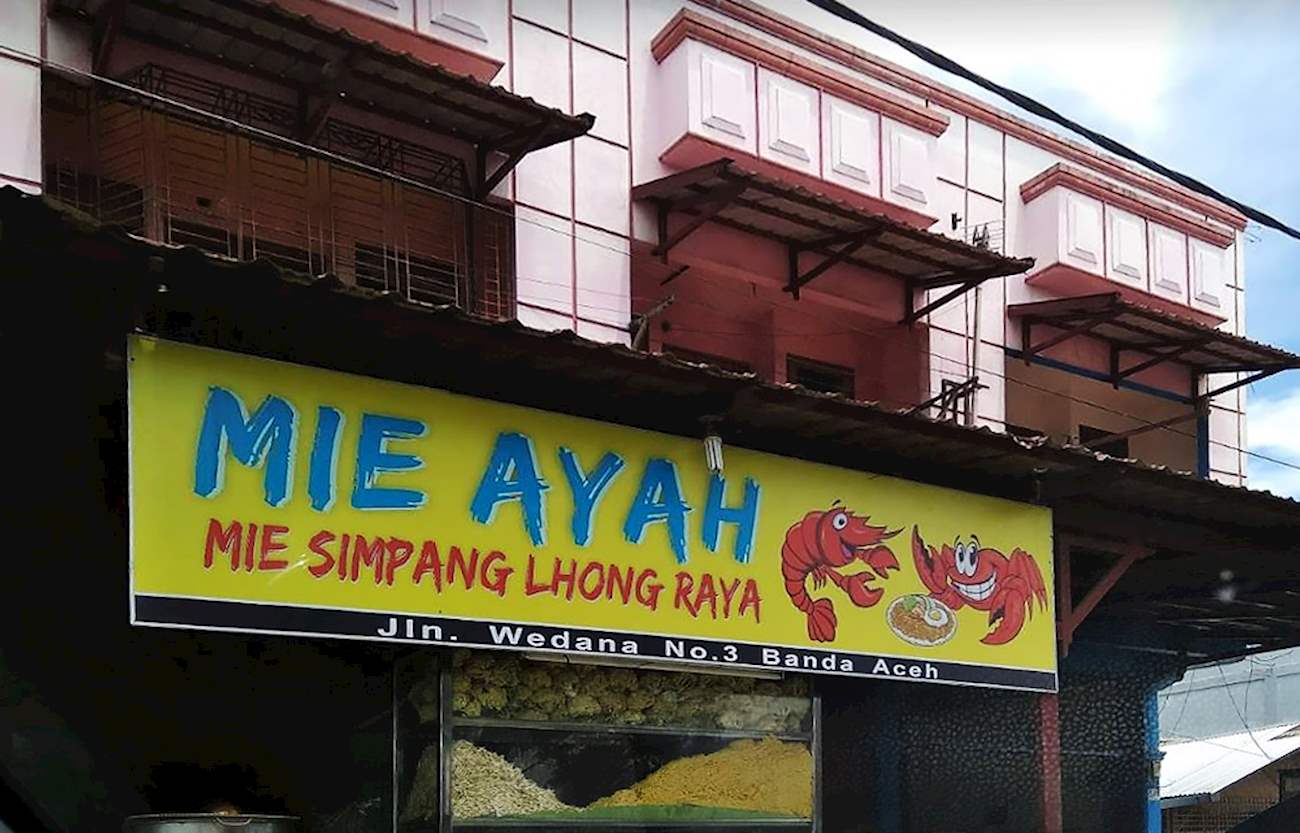 MIE AYAH
MIE SIMPANG LHONG RAYA
Jln. Wedana No.3 Banda Aceh